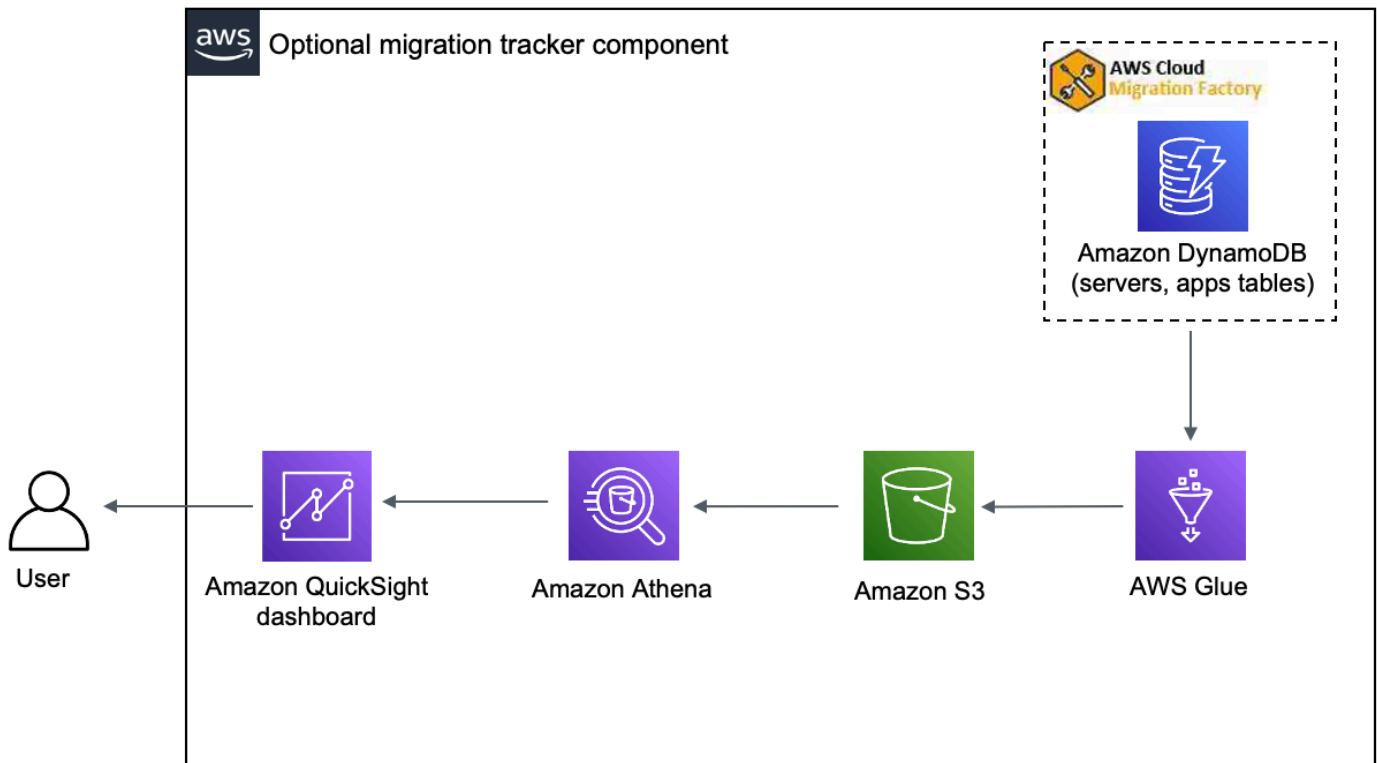 aws
Optional migration tracker component
AWS Cloud
Migration Factory
Amazon DynamoDB
(servers, apps tables)
User
Amazon QuickSight
dashboard
Amazon Athena
Amazon S3
AWS Glue